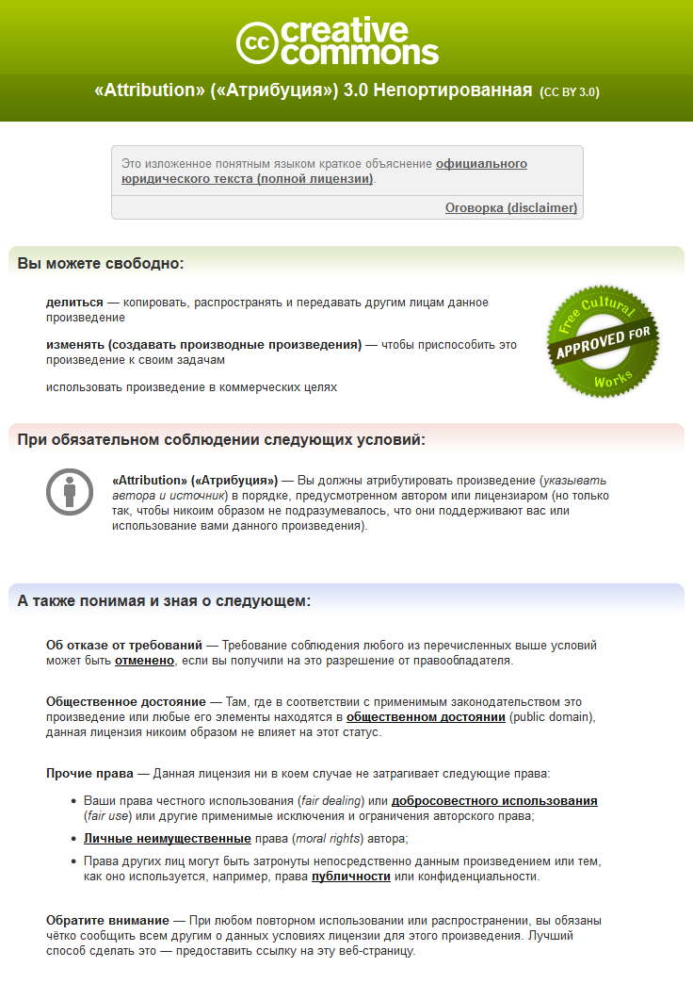 cc creative
commons
«Attribution» («Атрибуция») 3.0 Непортированная (CC BY 3.0)
Это изложенное понятным языком краткое объяснение официального
юридического текста (полной лицензии).
Оговорка (disclaimer)
Вы можете свободно:
делиться — копировать, распространять и передавать другим лицам данное
произведение
изменять (создавать производные произведения) — чтобы приспособить это
произведение к своим задачам
использовать произведение в коммерческих целях
Free Cultural
APPROVED FOR
Works
При обязательном соблюдении следующих условий:
«Attribution» («Атрибуция») — Вы должны атрибутировать произведение (указывать
автора и источник) в порядке, предусмотренном автором или лицензиаром (но только
так, чтобы никоим образом не подразумевалось, что они поддерживают вас или
использование вами данного произведения).
А также понимая и зная о следующем:
Об отказе от требований — Требование соблюдения любого из перечисленных выше условий
может быть отменено, если вы получили на это разрешение от правообладателя.
Общественное достояние — Там, где в соответствии с применимым законодательством это
произведение или любые его элементы находятся в общественном достоянии (public domain),
данная лицензия никоим образом не влияет на этот статус.
Прочие права — Данная лицензия ни в коем случае не затрагивает следующие права:
• Ваши права честного использования (fair dealing) или добросовестного использования
(fair use) или другие применимые исключения и ограничения авторского права;
• Личные неимущественные права (moral rights) автора;
• Права других лиц могут быть затронуты непосредственно данным произведением или тем,
как оно используется, например, права публичности или конфиденциальности.
Обратите внимание — При любом повторном использовании или распространении, вы обязаны
чётко сообщить всем другим о данных условиях лицензии для этого произведения. Лучший
способ сделать это — предоставить ссылку на эту веб-страницу.